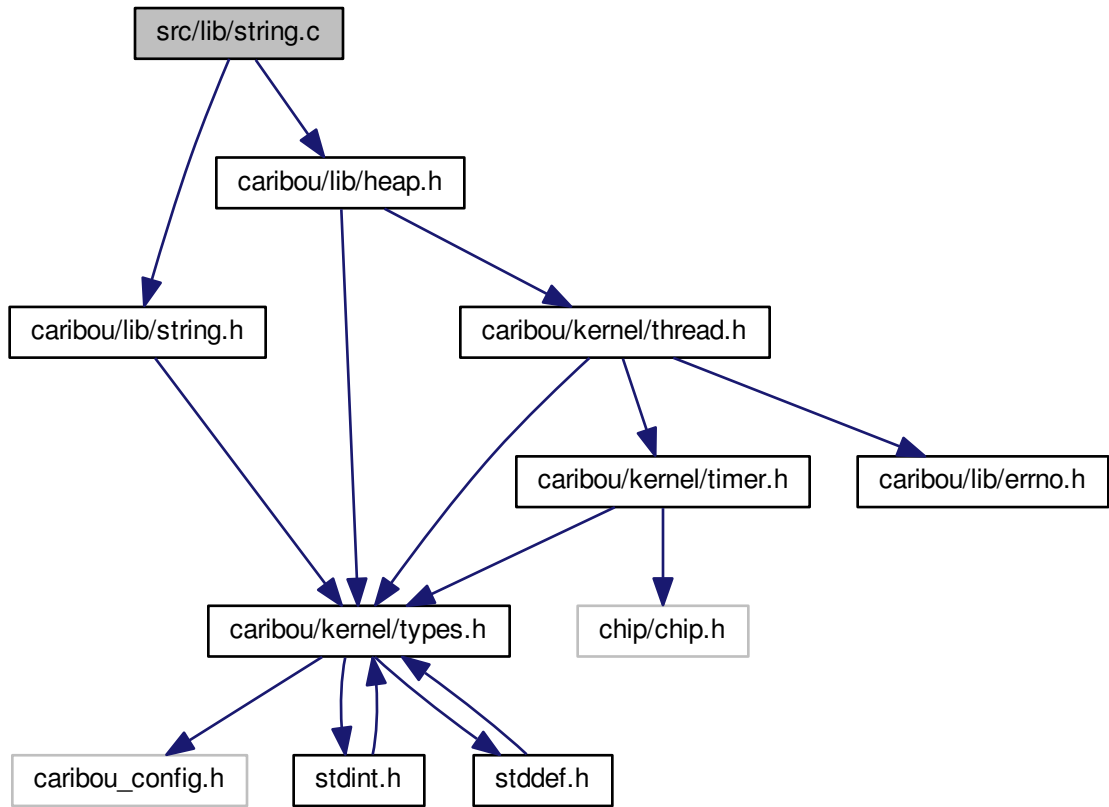 src/lib/string.c
caribou/lib/heap.h
caribou/lib/string.h
caribou/kernel/thread.h
caribou/kernel/timer.h
caribou/lib/errno.h
caribou/kernel/types.h
chip/chip.h
caribou_config.h
stdint.h
stddef.h